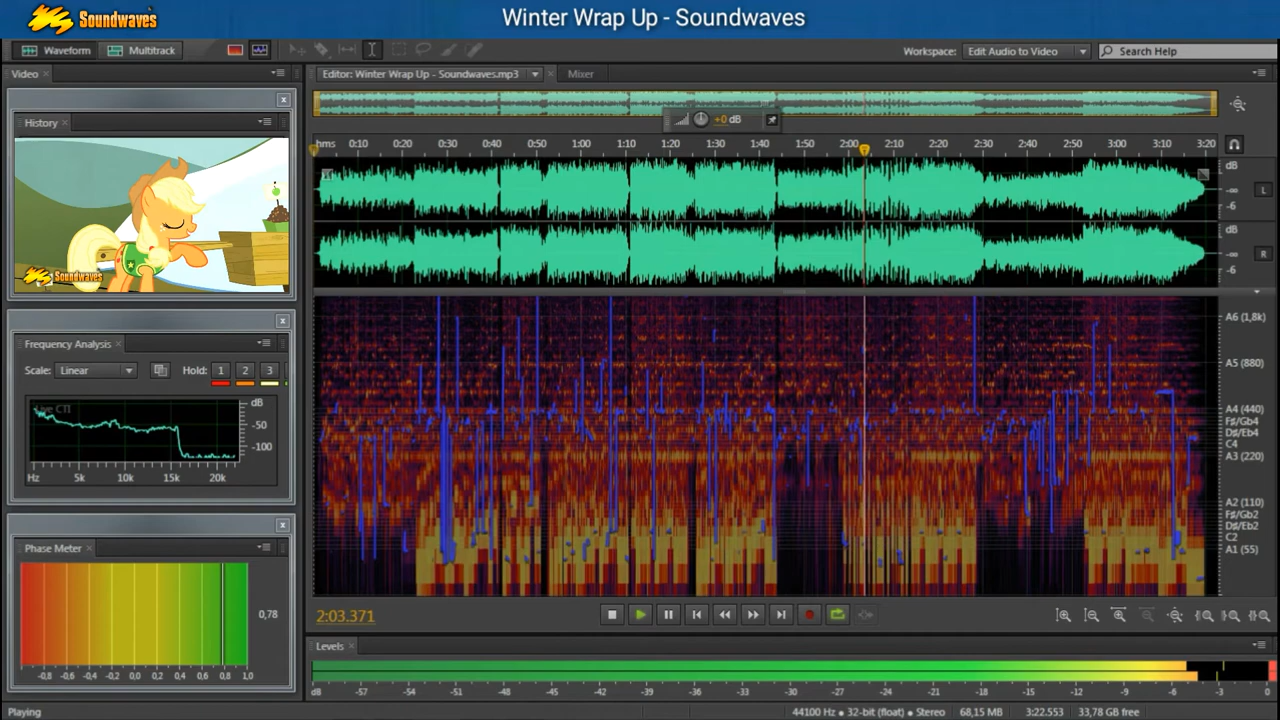 Soundwaves
Winter Wrap Up - Soundwaves
Waveform Multitrack
Workspace: Edit Audio to Video Search Help
Video
Editor: Winter Wrap Up - Soundwaves.mp3 Mixer
History
+0 dB
hms 0:10 0:20 0:30 0:40 0:50 1:00 1:10 1:20 1:30 1:40 1:50 2:00 2:10 2:20 2:30 2:40 2:50 3:00 3:10 3:20
dB
-∞
-6
L
dB
-∞
-6
R
Soundwaves
Frequency Analysis
Scale: Linear Hold: 1 2 3
Live CTI
dB
-50
-100
Hz 5k 10k 15k 20k
A6 (1,8k)
A5 (880)
A4 (440)
F♯/Gb4
D♯/Eb4
C4
A3 (220)
A2 (110)
F♯/Gb2
D♯/Eb2
C2
A1 (55)
Phase Meter
0,78
-0,8 -0,6 -0,4 -0,2 0,0 0,2 0,4 0,6 0,8 1,0
2:03.371
Levels
dB -57 -54 -51 -48 -45 -42 -39 -36 -33 -30 -27 -24 -21 -18 -15 -12 -9 -6 -3 0
Playing
44100 Hz • 32-bit (float) • Stereo 68,15 MB 3:22.553 33,78 GB free